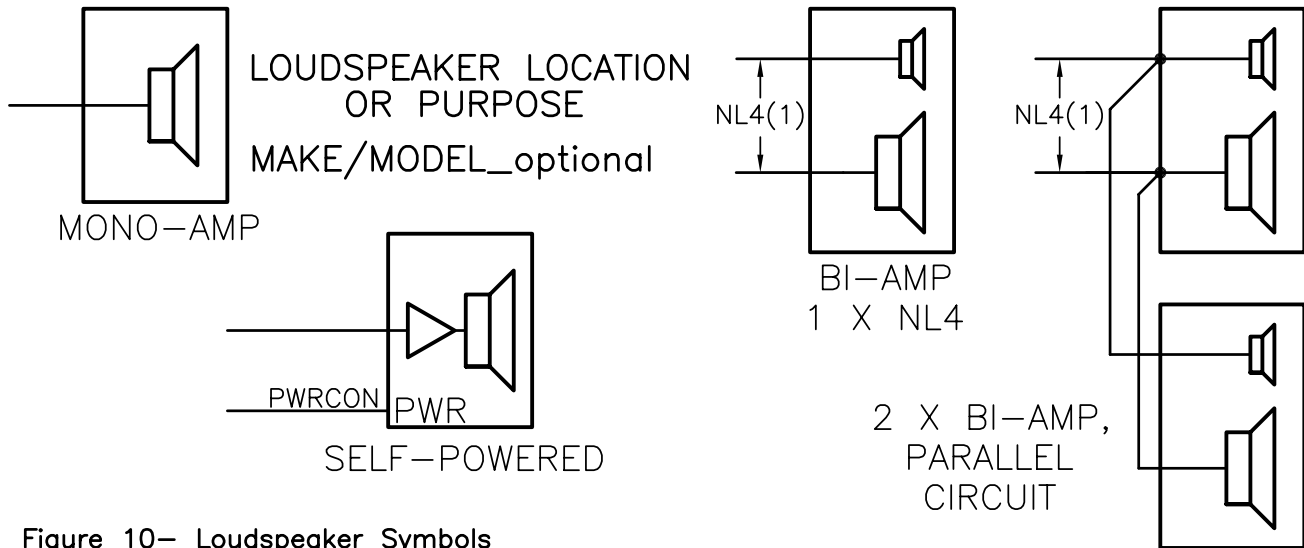 LOUDSPEAKER LOCATION
OR PURPOSE
MAKE/MODEL_optional
MONO-AMP
PWRCON
PWR
SELF-POWERED
NL4(1)
BI-AMP
1 X NL4
NL4(1)
2 X BI-AMP,
PARALLEL
CIRCUIT
Figure 10- Loudspeaker Symbols